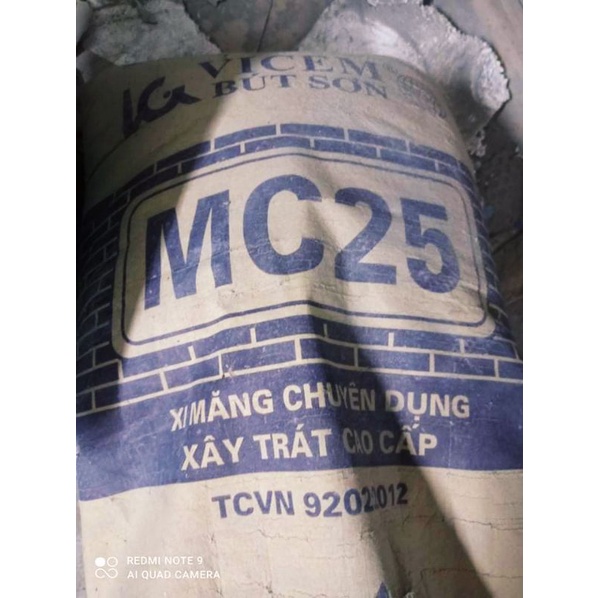 VICEM
BÚT SƠN
MC25
XI MĂNG CHUYÊN DỤNG
XÂY TRÁT CAO CẤP
TCVN 9202:2012
REDMI NOTE 9
AI QUAD CAMERA